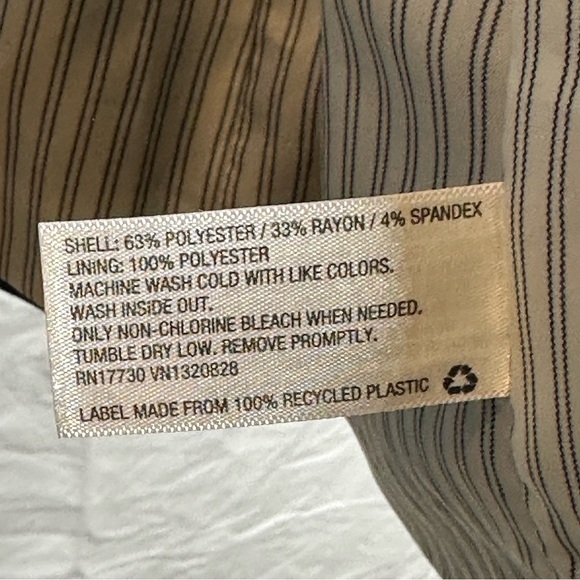 SHELL: 63% POLYESTER / 33% RAYON / 4% SPANDEX
LINING: 100% POLYESTER
MACHINE WASH COLD WITH LIKE COLORS.
WASH INSIDE OUT.
ONLY NON-CHLORINE BLEACH WHEN NEEDED.
TUMBLE DRY LOW. REMOVE PROMPTLY.
RN17730 VN1320828
LABEL MADE FROM 100% RECYCLED PLASTIC